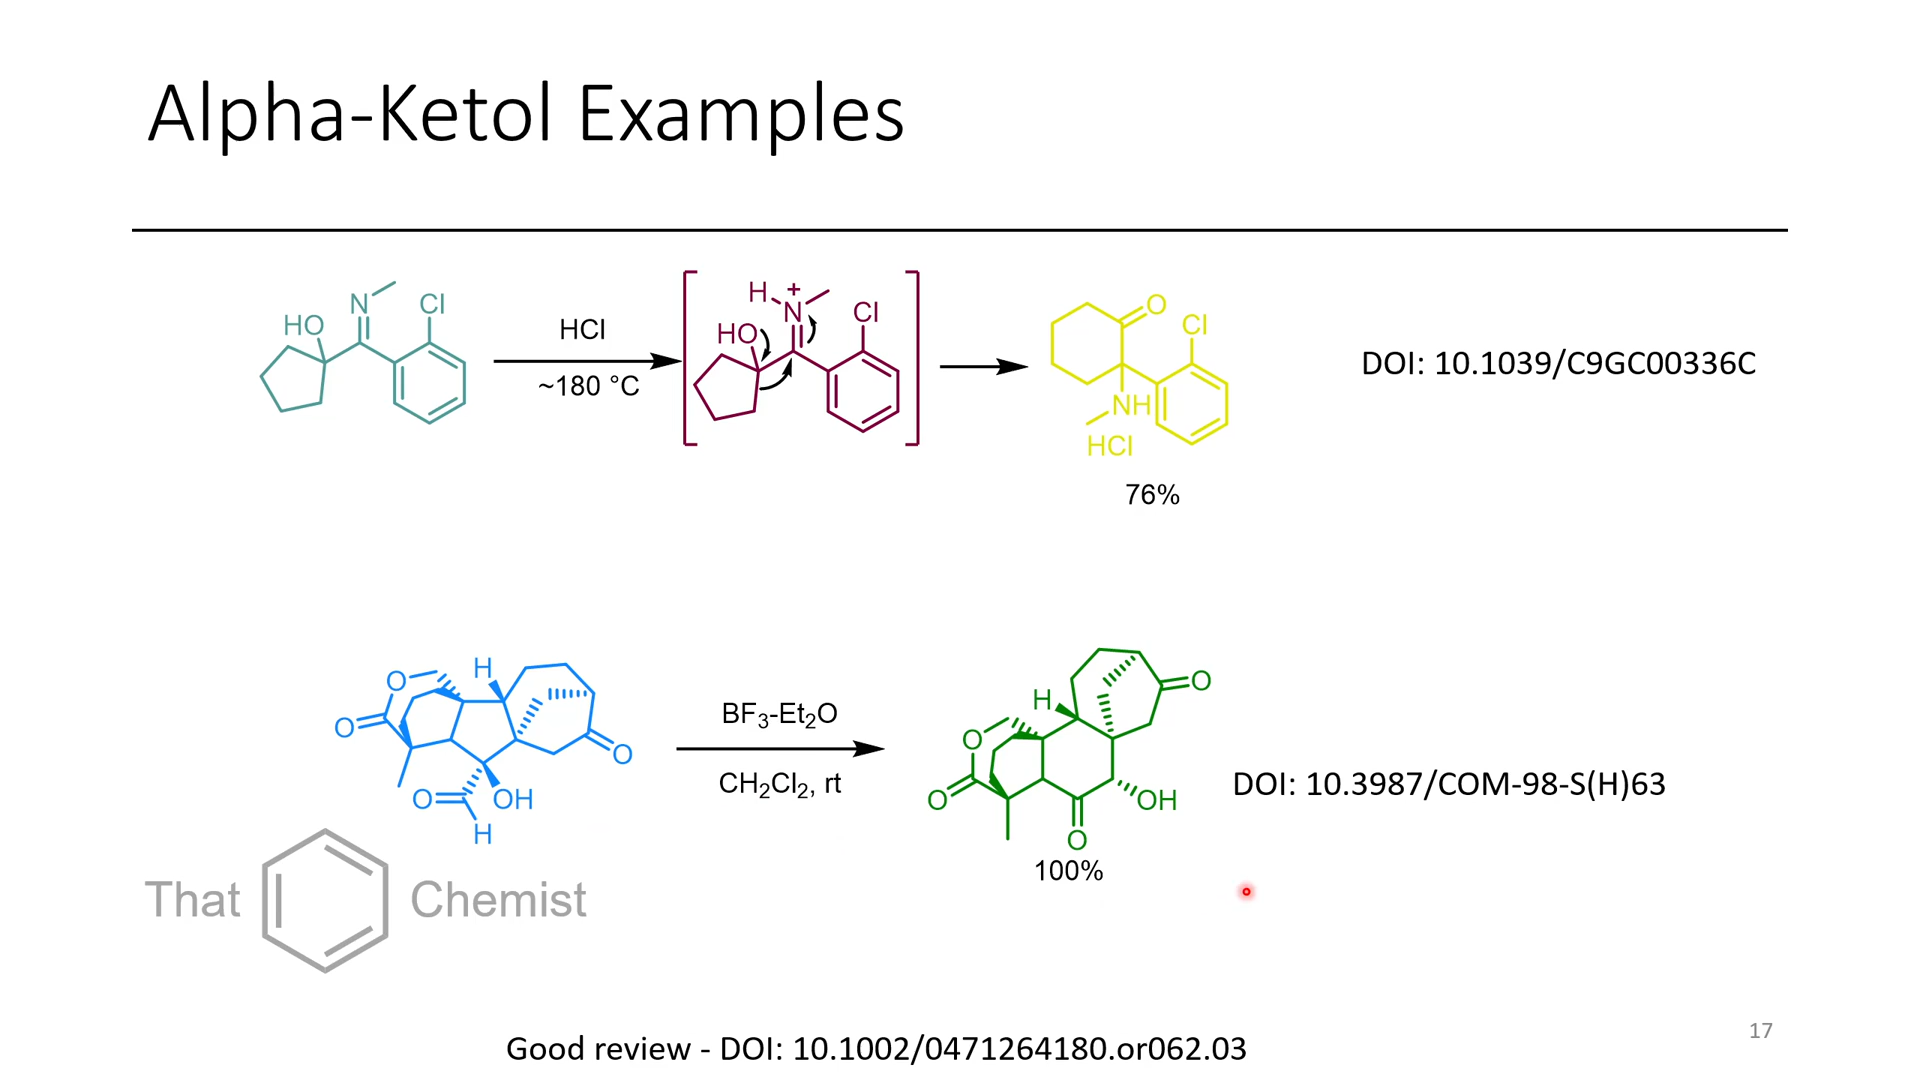 Alpha-Ketol Examples
HO
N
Cl
HCl
~180 °C
H
+
N
HO
Cl
O
Cl
NH
HCl
76%
DOI: 10.1039/C9GC00336C
O
H
O
O
O
OH
H
BF3-Et2O
CH2Cl2, rt
H
O
O
O
OH
O
100%
DOI: 10.3987/COM-98-S(H)63
That Chemist
Good review - DOI: 10.1002/0471264180.or062.03
17